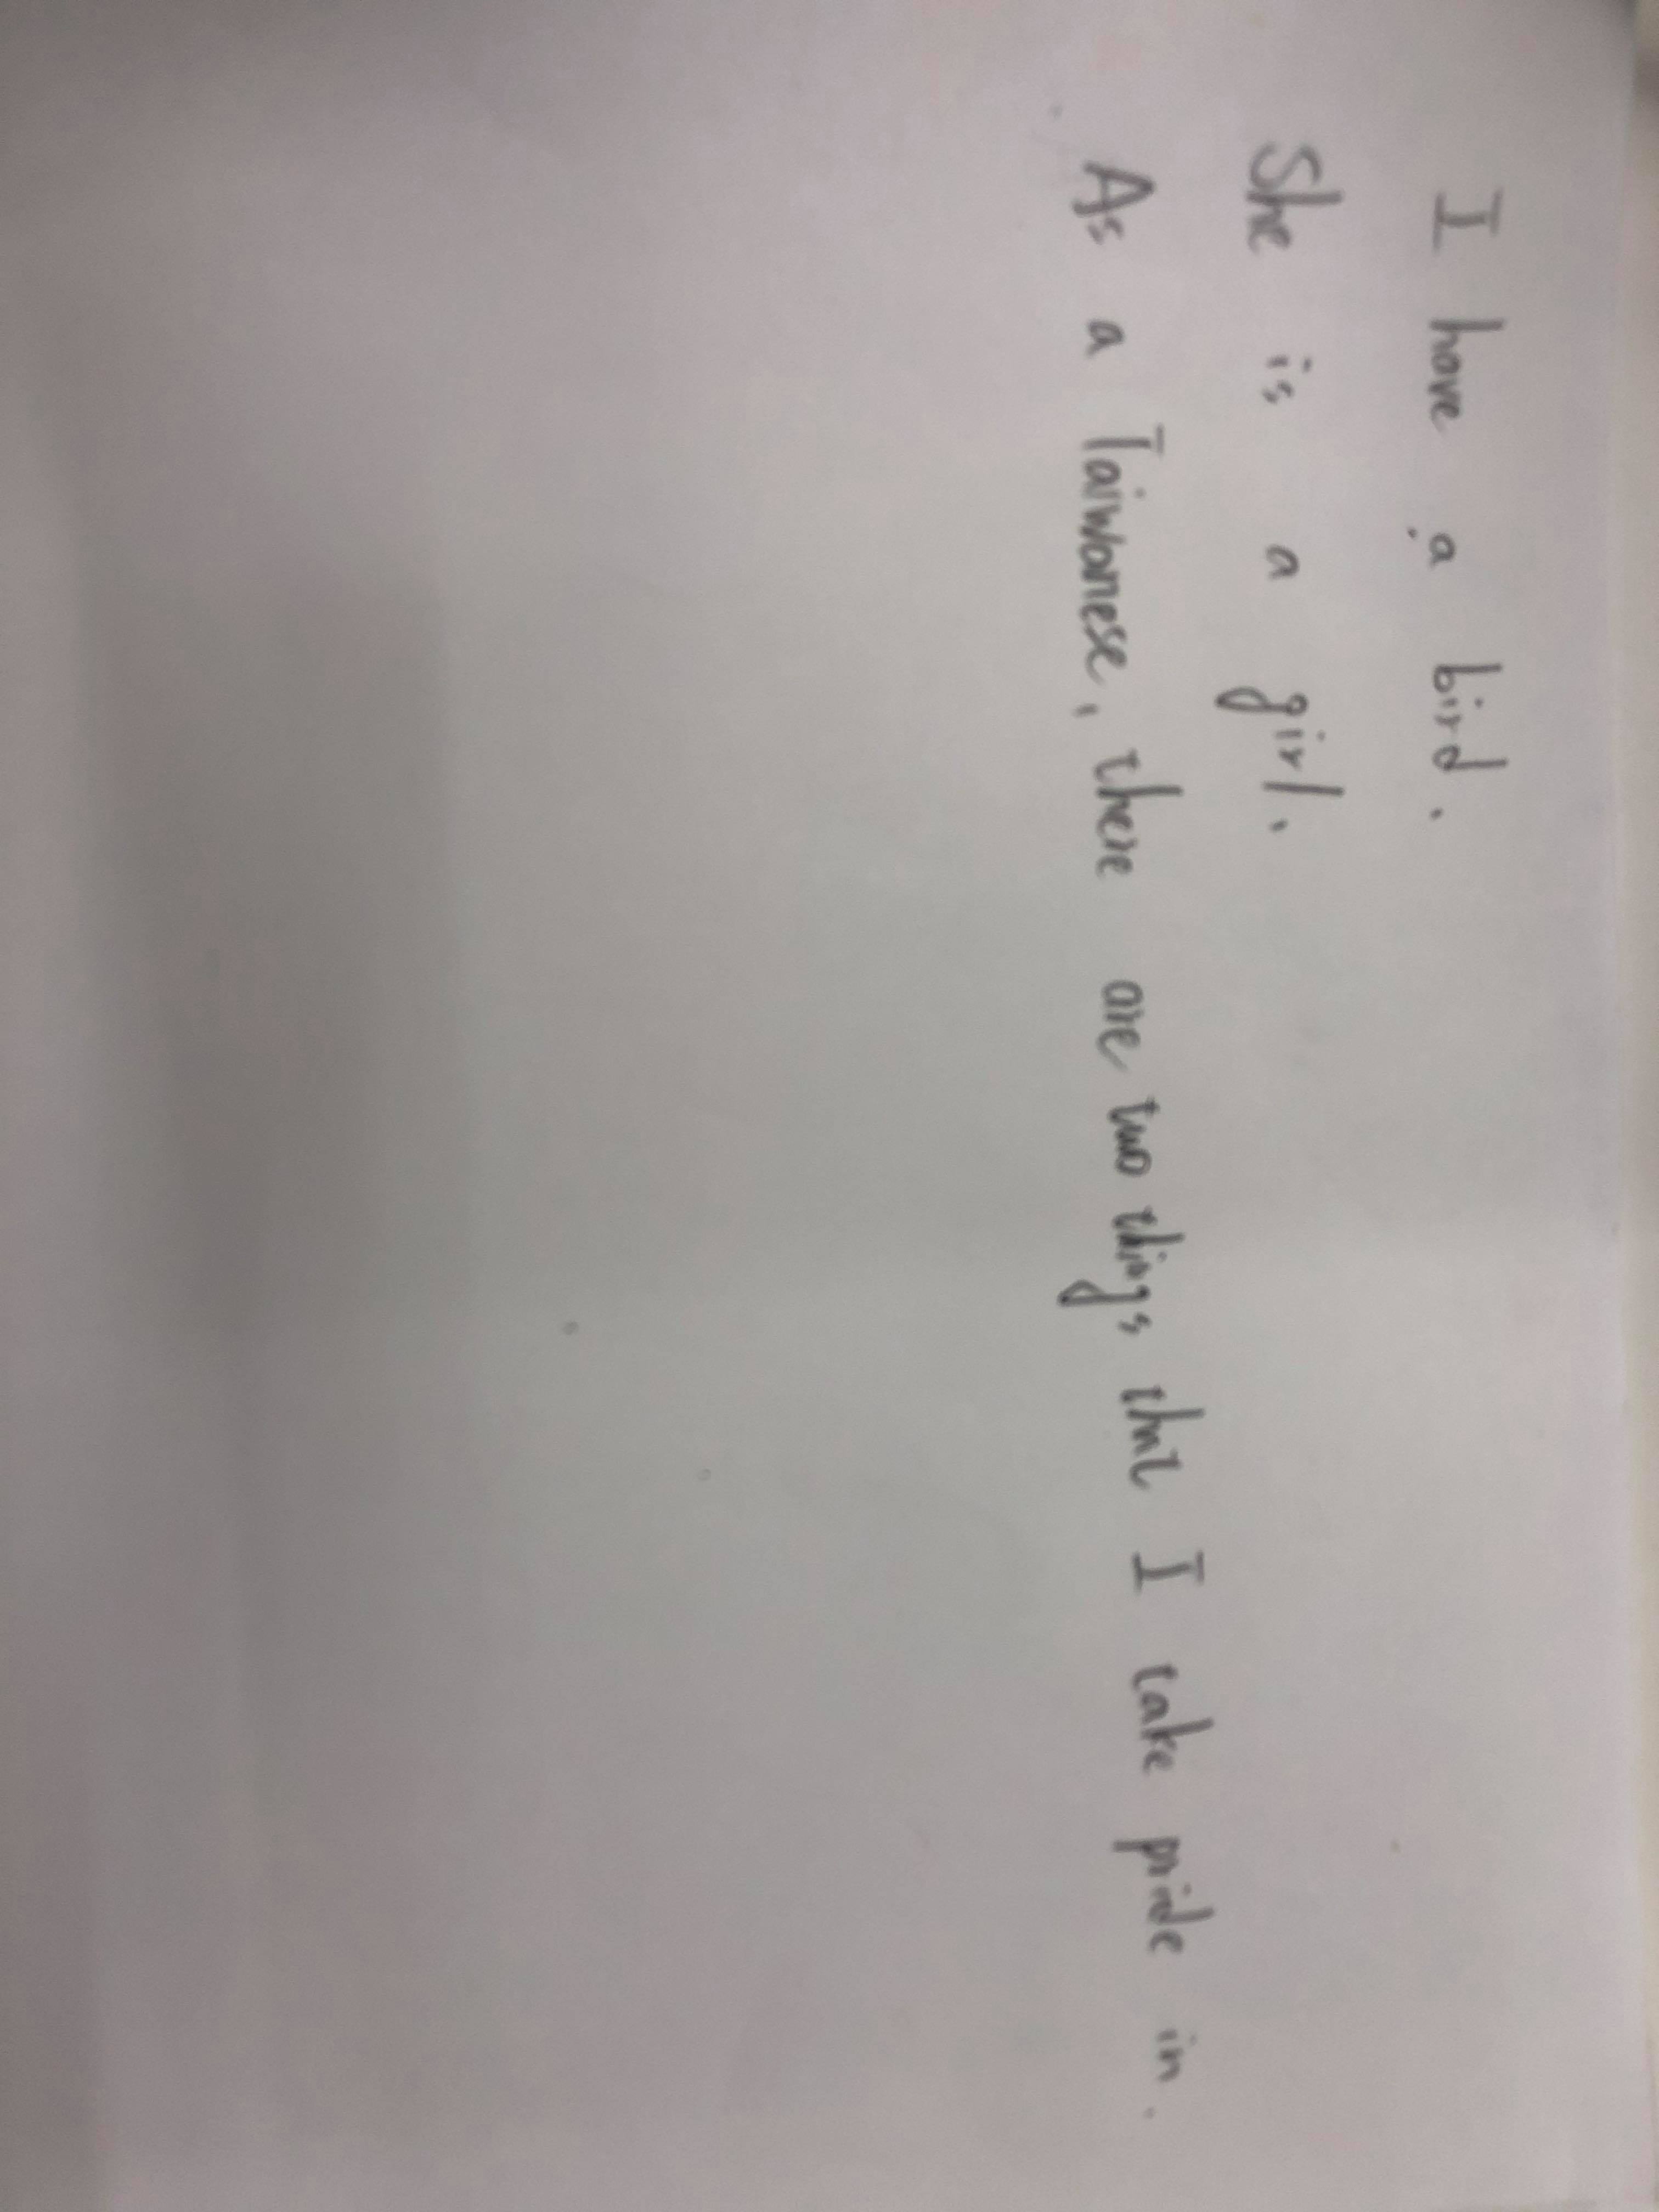 I have a bird.
She is a girl.
As a Taiwanese, there are two things that I take pride in.